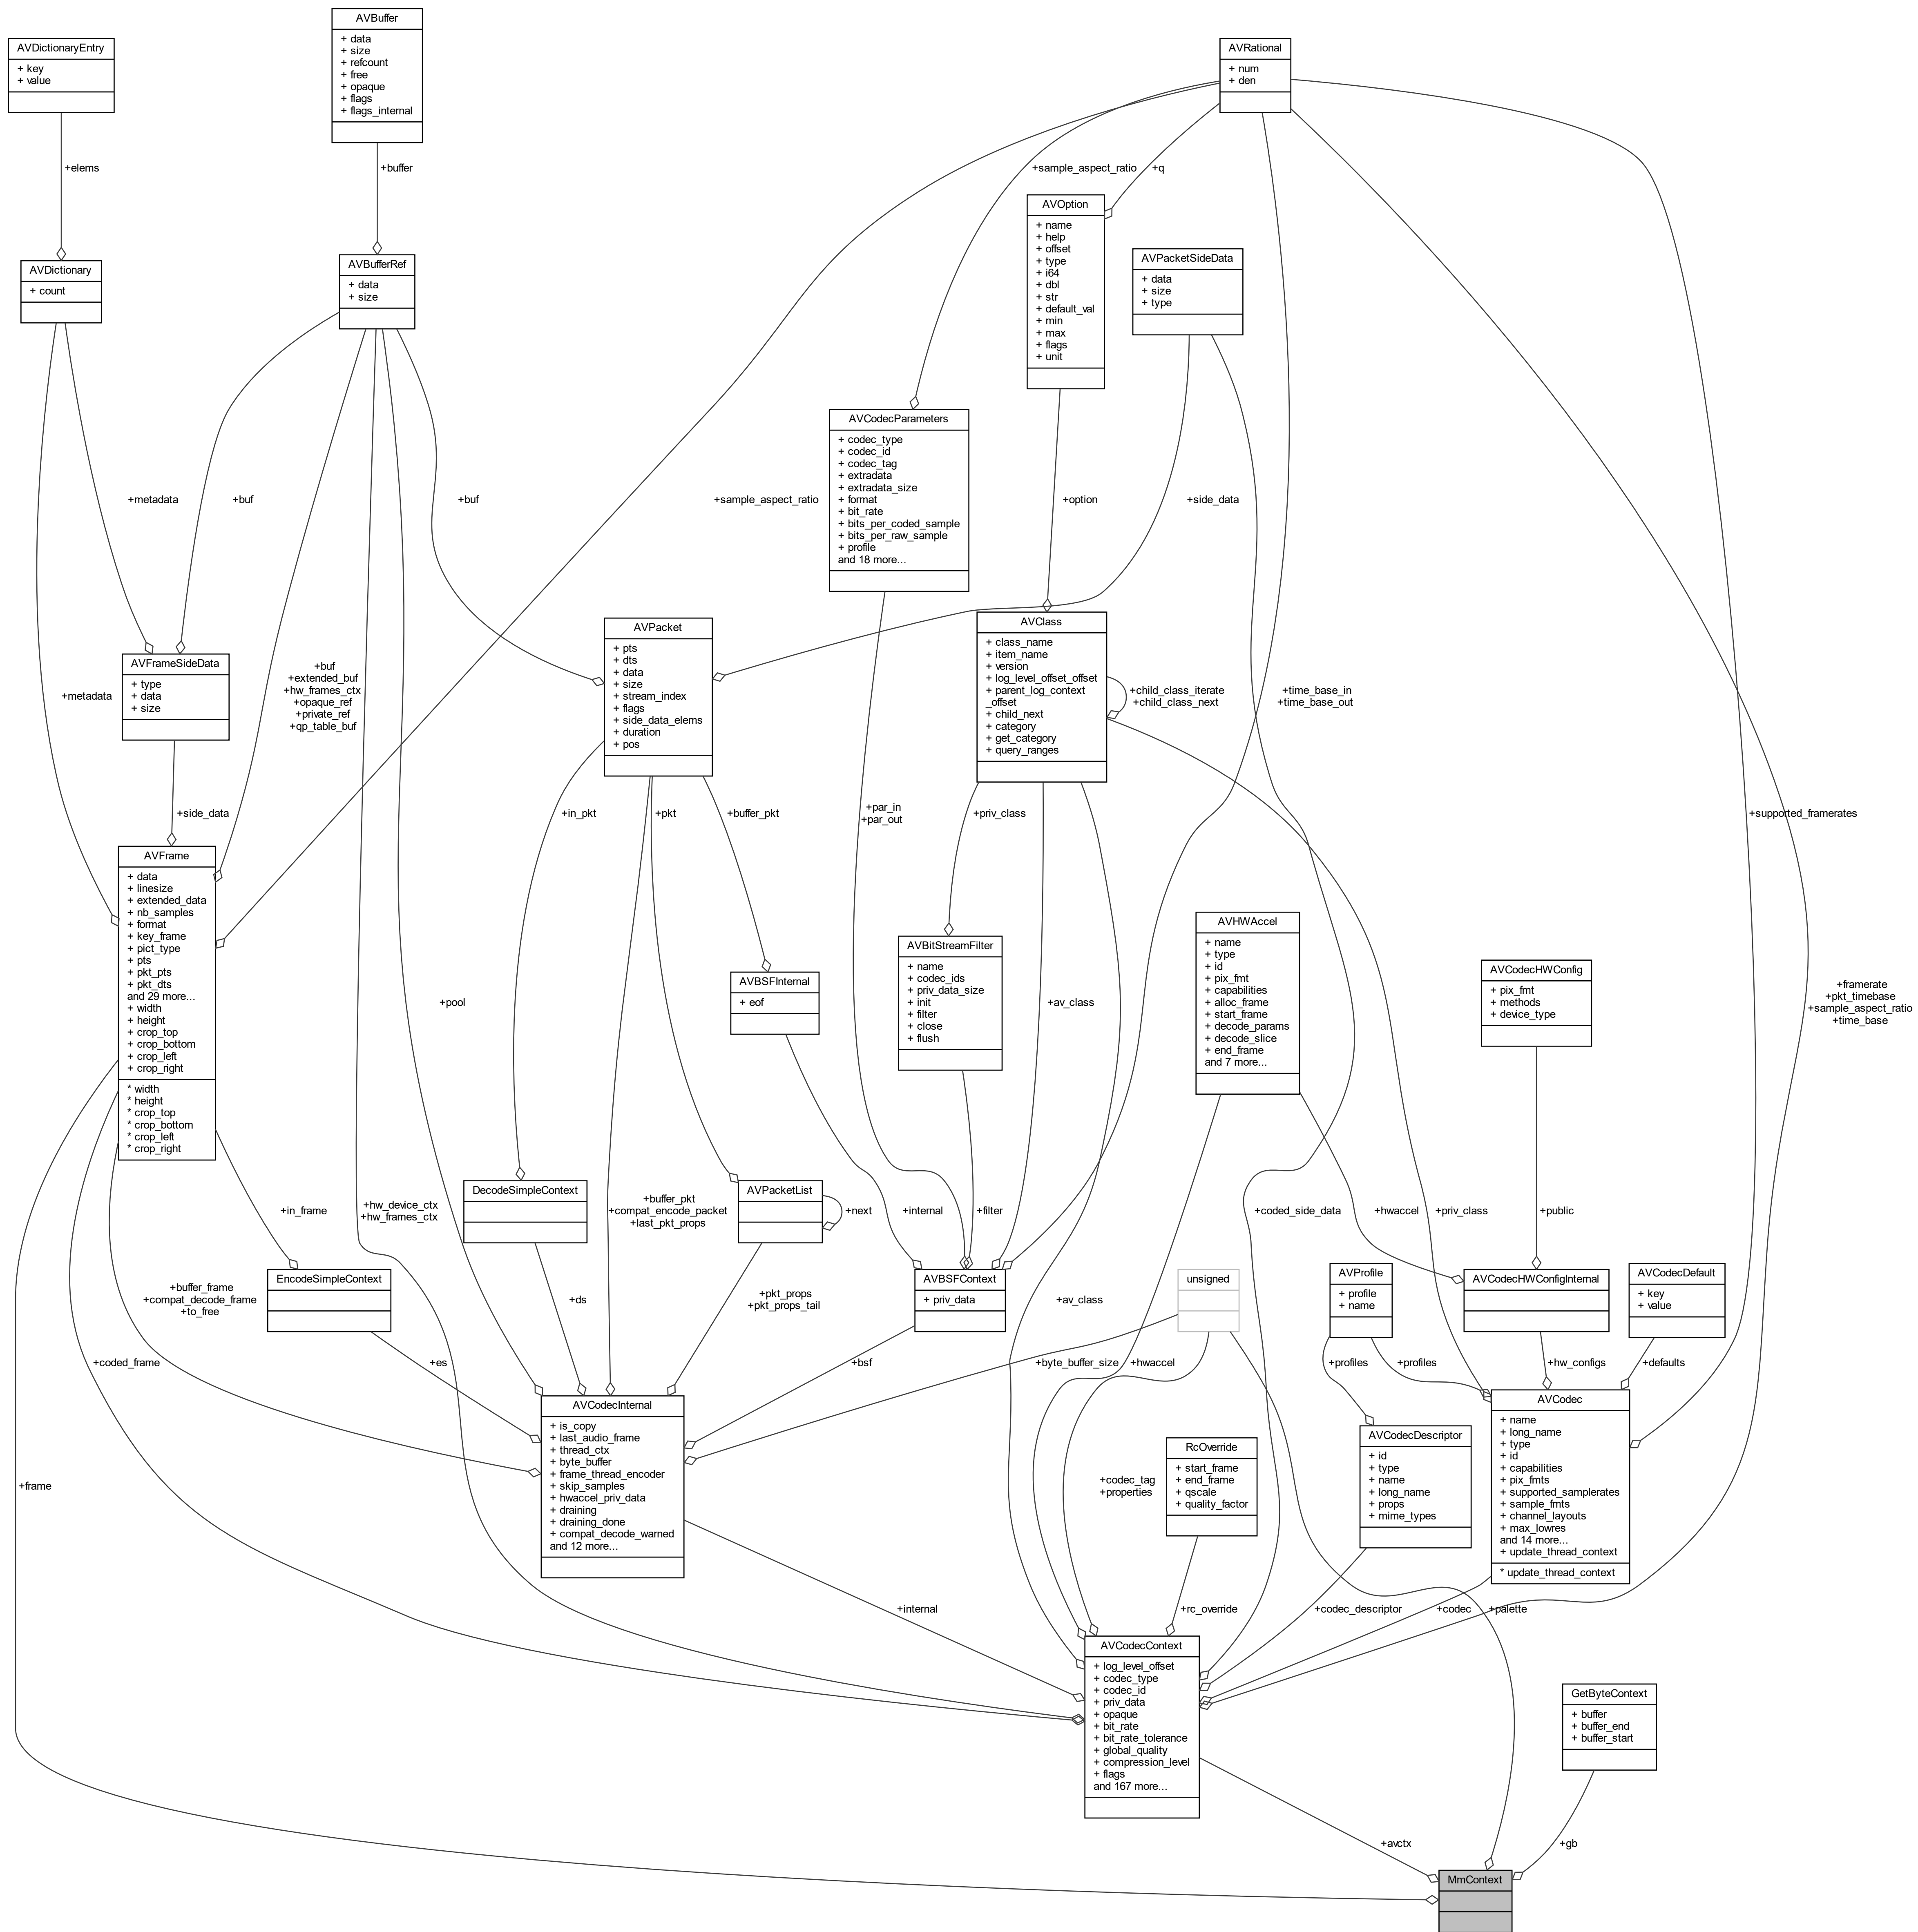 AVBuffer
+ data
+ size
+ refcount
+ free
+ opaque
+ flags
+ flags_internal
AVDictionaryEntry
+ key
+ value
AVRational
+ num
+ den
+elems
+buffer
+sample_aspect_ratio
+q
AVOption
+ name
+ help
+ offset
+ type
+ i64
+ dbl
+ str
+ default_val
+ min
+ max
+ flags
+ unit
AVPacketSideData
+ data
+ size
+ type
AVDictionary
+ count
AVBufferRef
+ data
+ size
AVCodecParameters
+ codec_type
+ codec_id
+ codec_tag
+ extradata
+ extradata_size
+ format
+ bit_rate
+ bits_per_coded_sample
+ bits_per_raw_sample
+ profile
and 18 more...
+metadata
+buf
+buf
+sample_aspect_ratio
+option
+side_data
AVFrameSideData
+ type
+ data
+ size
+metadata
+buf
+extended_buf
+hw_frames_ctx
+opaque_ref
+private_ref
+qp_table_buf
AVPacket
+ pts
+ dts
+ data
+ size
+ stream_index
+ flags
+ side_data_elems
+ duration
+ pos
AVClass
+ class_name
+ item_name
+ version
+ log_level_offset_offset
+ parent_log_context
_offset
+ child_next
+ category
+ get_category
+ query_ranges
+child_class_iterate
+child_class_next
+time_base_in
+time_base_out
+side_data
+in_pkt
+pkt
+buffer_pkt
+par_in
+par_out
+priv_class
+supported_framerates
AVFrame
+ data
+ linesize
+ extended_data
+ nb_samples
+ format
+ key_frame
+ pict_type
+ pts
+ pkt_pts
+ pkt_dts
and 29 more...
+ width
+ height
+ crop_top
+ crop_bottom
+ crop_left
+ crop_right
* width
* height
* crop_top
* crop_bottom
* crop_left
* crop_right
+pool
AVBSFInternal
+ eof
AVBitStreamFilter
+ name
+ codec_ids
+ priv_data_size
+ init
+ filter
+ close
+ flush
+av_class
AVHWAccel
+ name
+ type
+ id
+ pix_fmt
+ capabilities
+ alloc_frame
+ start_frame
+ decode_params
+ decode_slice
+ end_frame
and 7 more...
AVCodecHWConfig
+ pix_fmt
+ methods
+ device_type
+framerate
+pkt_timebase
+sample_aspect_ratio
+time_base
+in_frame
+hw_device_ctx
+hw_frames_ctx
DecodeSimpleContext
+buffer_pkt
+compat_encode_packet
+last_pkt_props
AVPacketList
+next
+internal
+filter
+coded_side_data
+hwaccel
+priv_class
+public
+buffer_frame
+compat_decode_frame
+to_free
EncodeSimpleContext
+ds
+pkt_props
+pkt_props_tail
AVBSFContext
+ priv_data
+av_class
unsigned
AVProfile
+ profile
+ name
AVCodecHWConfigInternal
AVCodecDefault
+ key
+ value
+coded_frame
+es
+bsf
+byte_buffer_size
+hwaccel
+profiles
+profiles
+hw_configs
+defaults
+frame
AVCodecInternal
+ is_copy
+ last_audio_frame
+ thread_ctx
+ byte_buffer
+ frame_thread_encoder
+ skip_samples
+ hwaccel_priv_data
+ draining
+ draining_done
+ compat_decode_warned
and 12 more...
+codec_tag
+properties
RcOverride
+ start_frame
+ end_frame
+ qscale
+ quality_factor
AVCodecDescriptor
+ id
+ type
+ name
+ long_name
+ props
+ mime_types
AVCodec
+ name
+ long_name
+ type
+ id
+ capabilities
+ pix_fmts
+ supported_samplerates
+ sample_fmts
+ channel_layouts
+ max_lowres
and 14 more...
+ update_thread_context
* update_thread_context
+internal
+rc_override
+codec_descriptor
+codec
+palette
AVCodecContext
+ log_level_offset
+ codec_type
+ codec_id
+ priv_data
+ opaque
+ bit_rate
+ bit_rate_tolerance
+ global_quality
+ compression_level
+ flags
and 167 more...
GetByteContext
+ buffer
+ buffer_end
+ buffer_start
+avctx
+gb
MmContext